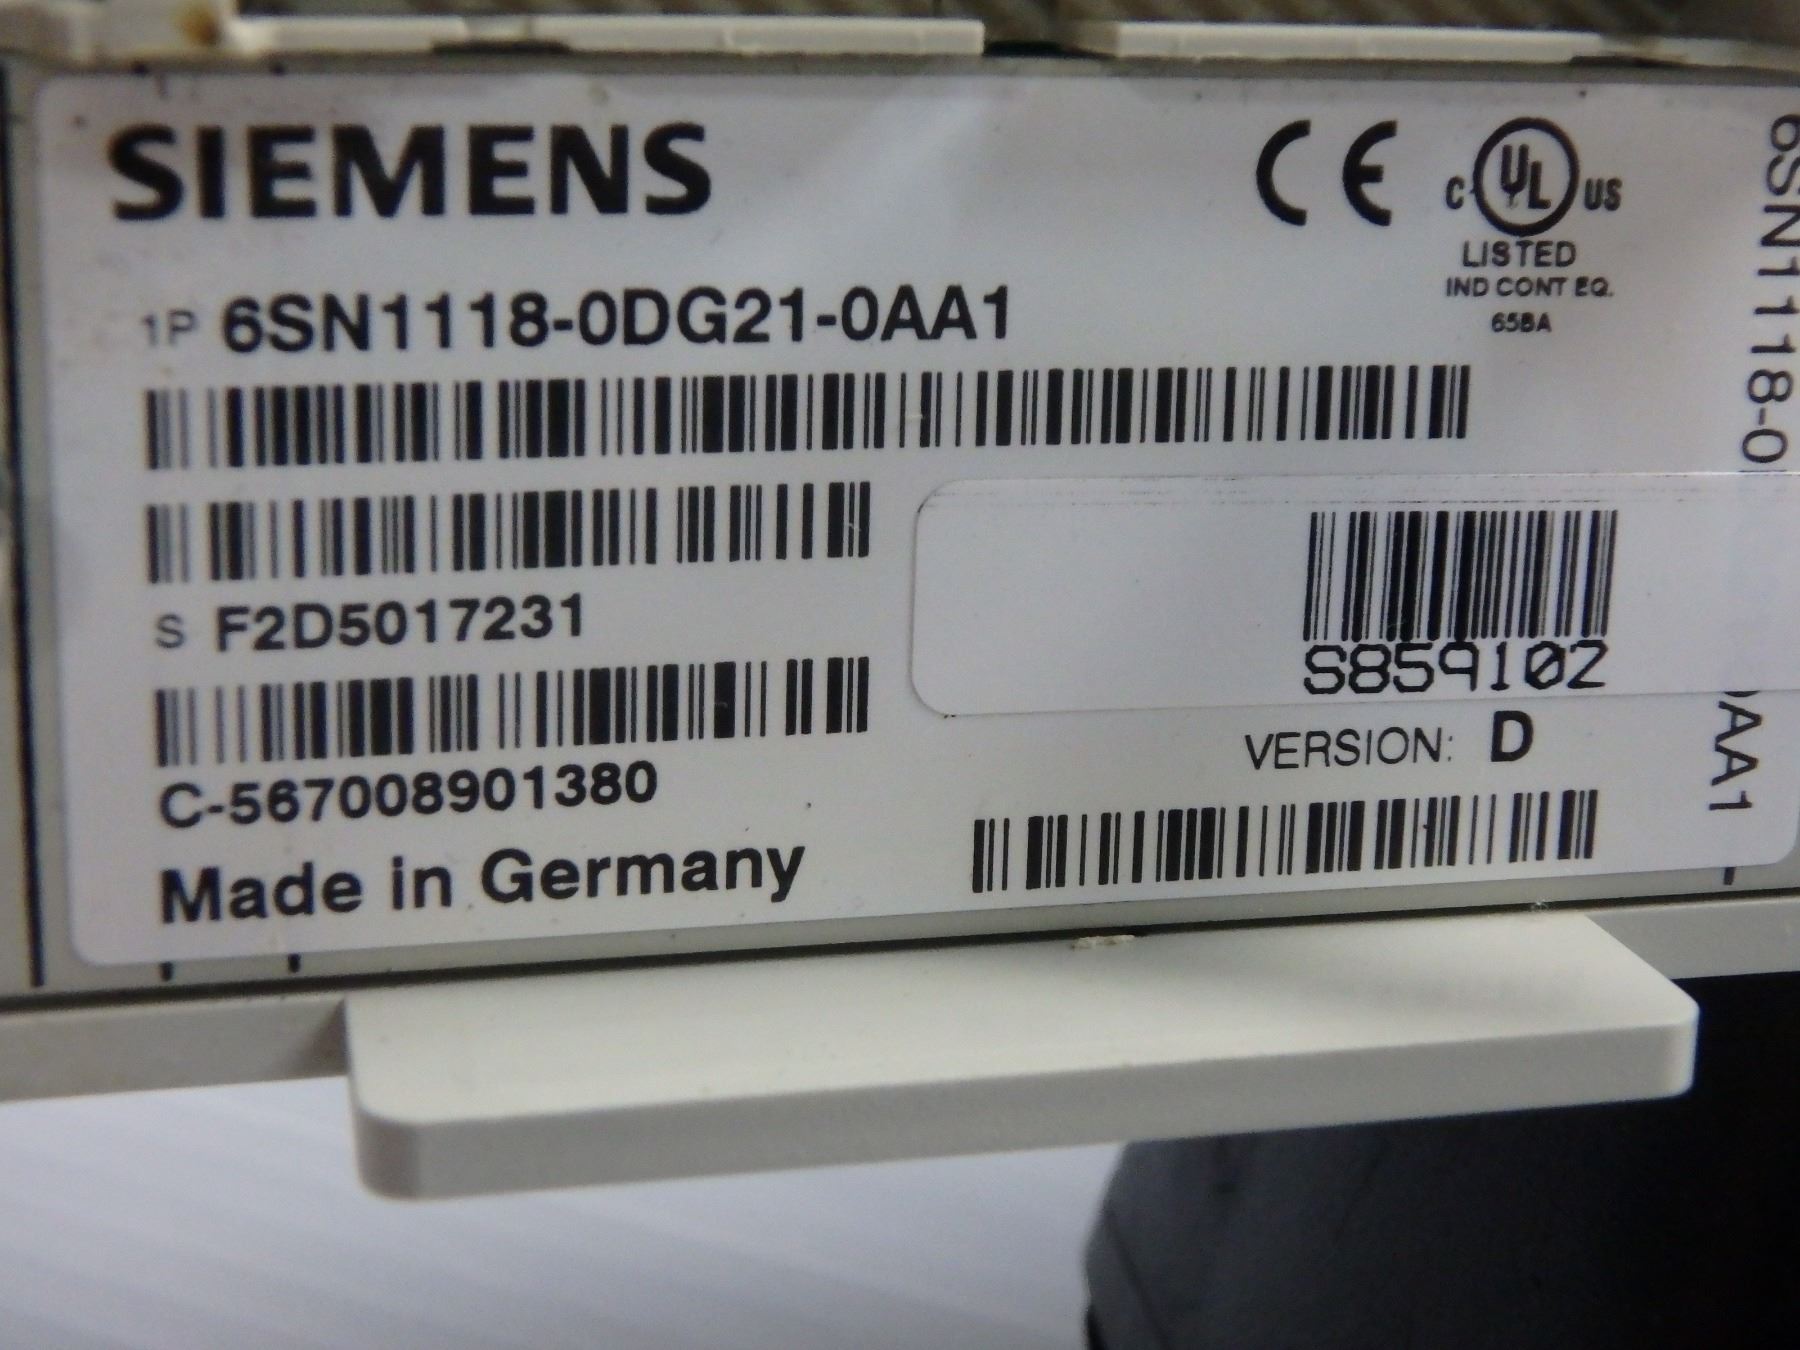 SIEMENS
CE
C UL US
LISTED
IND CONT EQ.
65BA
1P 6SN1118-0DG21-0AA1
S F2D5017231
C-567008901380
Made in Germany
S859102
VERSION: D
6SN1118-0
0AA1